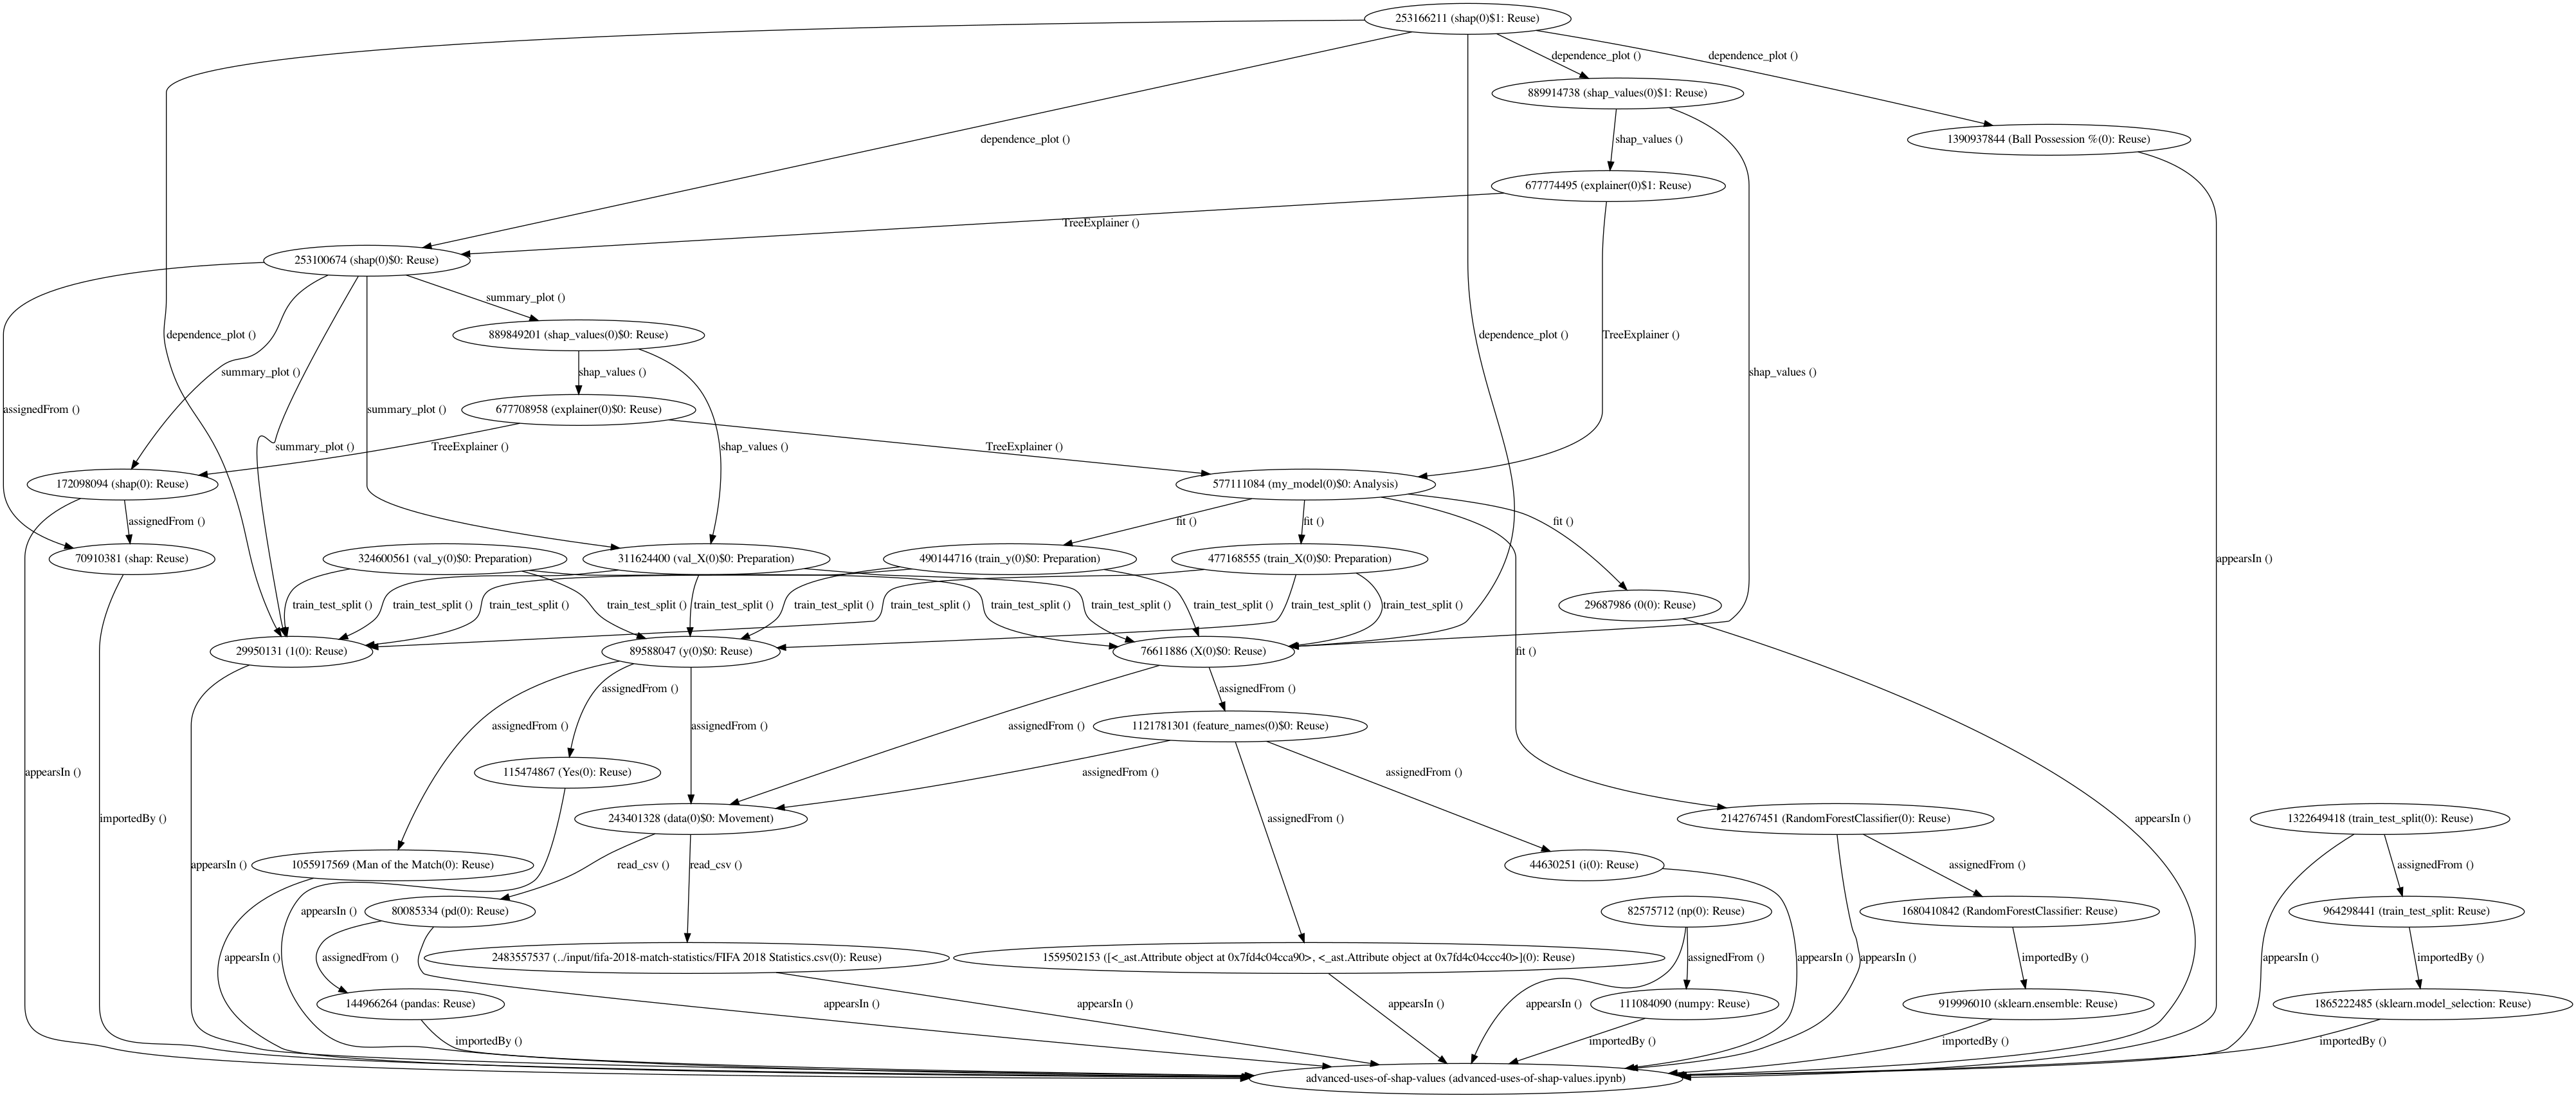 253166211 (shap(0)$1: Reuse)
dependence_plot ()
dependence_plot ()
889914738 (shap_values(0)$1: Reuse)
dependence_plot ()
shap_values ()
1390937844 (Ball Possession %(0): Reuse)
677774495 (explainer(0)$1: Reuse)
TreeExplainer ()
253100674 (shap(0)$0: Reuse)
summary_plot ()
dependence_plot ()
889849201 (shap_values(0)$0: Reuse)
dependence_plot ()
TreeExplainer ()
summary_plot ()
shap_values ()
shap_values ()
assignedFrom ()
summary_plot ()
677708958 (explainer(0)$0: Reuse)
summary_plot ()
TreeExplainer ()
shap_values ()
TreeExplainer ()
172098094 (shap(0): Reuse)
577111084 (my_model(0)$0: Analysis)
assignedFrom ()
fit ()
fit ()
fit ()
70910381 (shap: Reuse)
324600561 (val_y(0)$0: Preparation)
311624400 (val_X(0)$0: Preparation)
490144716 (train_y(0)$0: Preparation)
477168555 (train_X(0)$0: Preparation)
appearsIn ()
train_test_split ()
train_test_split ()
train_test_split ()
train_test_split ()
train_test_split ()
train_test_split ()
train_test_split ()
train_test_split ()
train_test_split ()
train_test_split ()
train_test_split ()
train_test_split ()
29687986 (0(0): Reuse)
29950131 (1(0): Reuse)
89588047 (y(0)$0: Reuse)
76611886 (X(0)$0: Reuse)
fit ()
assignedFrom ()
assignedFrom ()
assignedFrom ()
assignedFrom ()
assignedFrom ()
1121781301 (feature_names(0)$0: Reuse)
appearsIn ()
115474867 (Yes(0): Reuse)
assignedFrom ()
assignedFrom ()
importedBy ()
243401328 (data(0)$0: Movement)
assignedFrom ()
2142767451 (RandomForestClassifier(0): Reuse)
appearsIn ()
1322649418 (train_test_split(0): Reuse)
appearsIn ()
1055917569 (Man of the Match(0): Reuse)
read_csv ()
read_csv ()
44630251 (i(0): Reuse)
assignedFrom ()
assignedFrom ()
appearsIn ()
80085334 (pd(0): Reuse)
82575712 (np(0): Reuse)
1680410842 (RandomForestClassifier: Reuse)
964298441 (train_test_split: Reuse)
appearsIn ()
assignedFrom ()
2483557537 (../input/fifa-2018-match-statistics/FIFA 2018 Statistics.csv(0): Reuse)
1559502153 ([<_ast.Attribute object at 0x7fd4c04cca90>, <_ast.Attribute object at 0x7fd4c04ccc40>](0): Reuse)
assignedFrom ()
appearsIn ()
appearsIn ()
importedBy ()
appearsIn ()
importedBy ()
144966264 (pandas: Reuse)
appearsIn ()
appearsIn ()
appearsIn ()
appearsIn ()
111084090 (numpy: Reuse)
919996010 (sklearn.ensemble: Reuse)
1865222485 (sklearn.model_selection: Reuse)
importedBy ()
importedBy ()
importedBy ()
importedBy ()
advanced-uses-of-shap-values (advanced-uses-of-shap-values.ipynb)